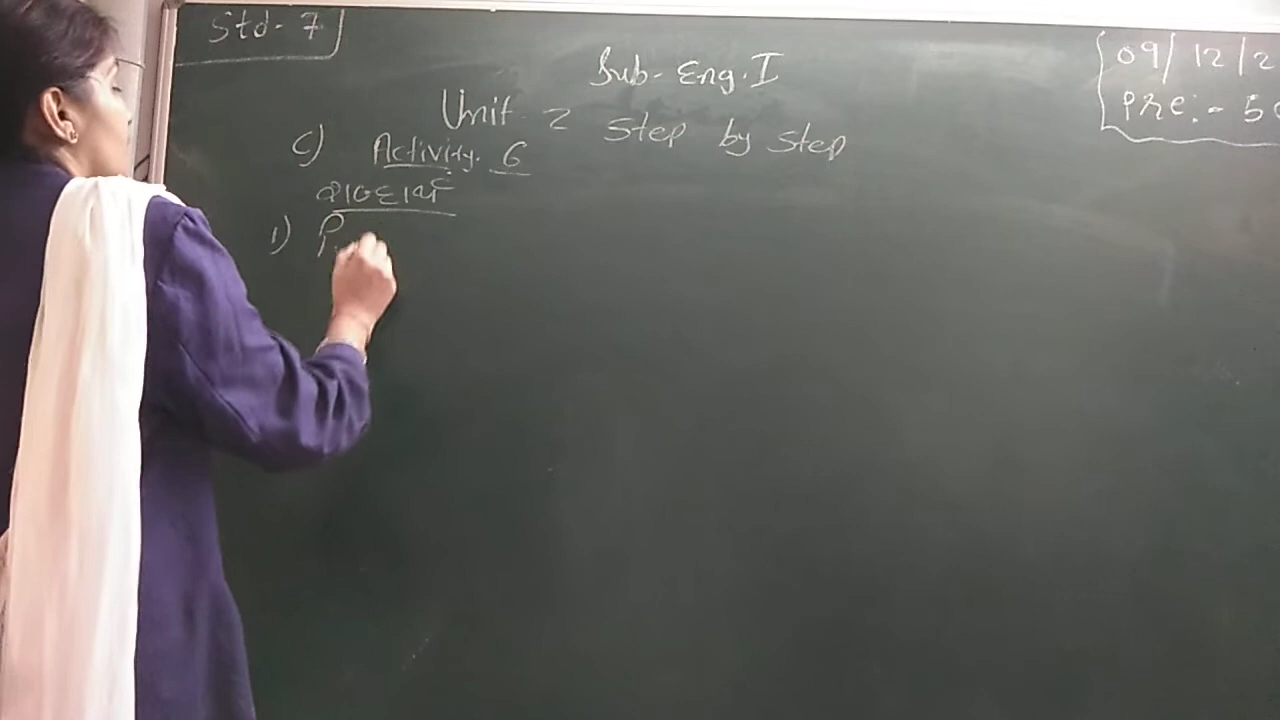 Std- 7
Sub- Eng. I
09/12/2
Pre:- 5
Unit 2 Step by Step
C) Activity. 6
શબ્દાર્થ
1) P